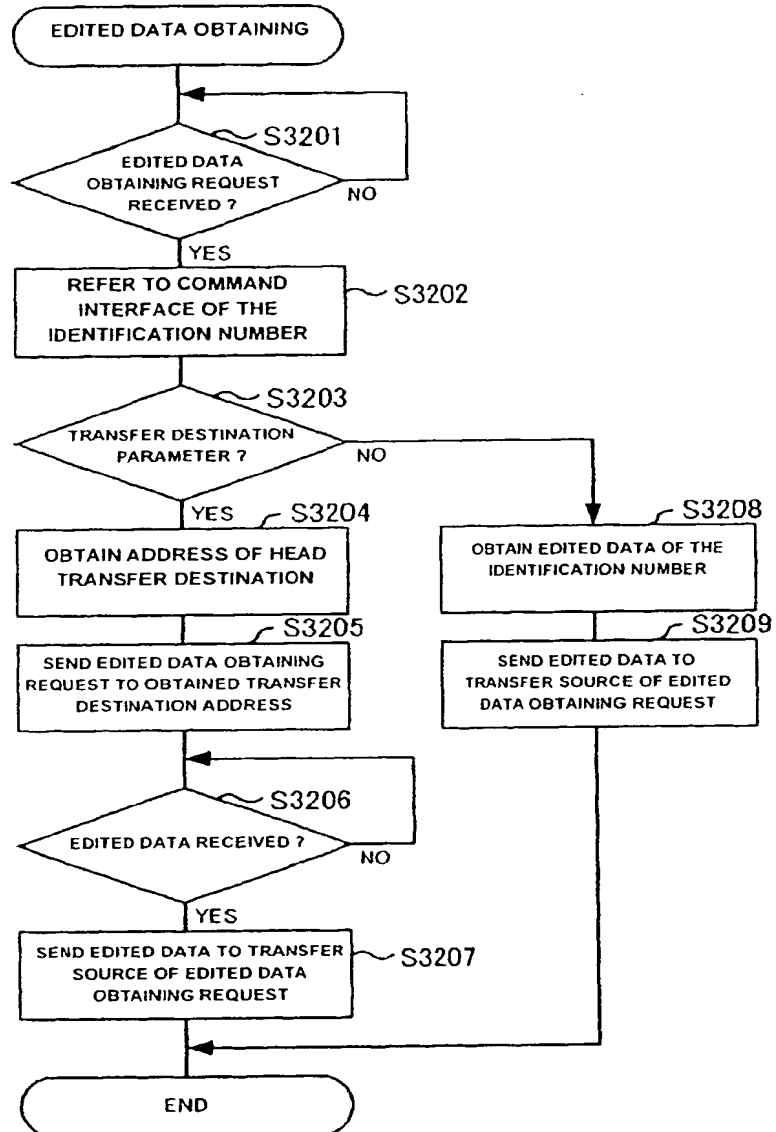 EDITED DATA OBTAINING
S3201
EDITED DATA
OBTAINING REQUEST
RECEIVED ?
NO
YES
REFER TO COMMAND
INTERFACE OF THE
IDENTIFICATION NUMBER
S3202
S3203
TRANSFER DESTINATION
PARAMETER ?
NO
YES
S3204
OBTAIN ADDRESS OF HEAD
TRANSFER DESTINATION
S3208
OBTAIN EDITED DATA OF THE
IDENTIFICATION NUMBER
S3205
SEND EDITED DATA OBTAINING
REQUEST TO OBTAINED TRANSFER
DESTINATION ADDRESS
S3209
SEND EDITED DATA TO
TRANSFER SOURCE OF EDITED
DATA OBTAINING REQUEST
S3206
EDITED DATA RECEIVED ?
NO
YES
SEND EDITED DATA TO TRANSFER
SOURCE OF EDITED DATA
OBTAINING REQUEST
S3207
END